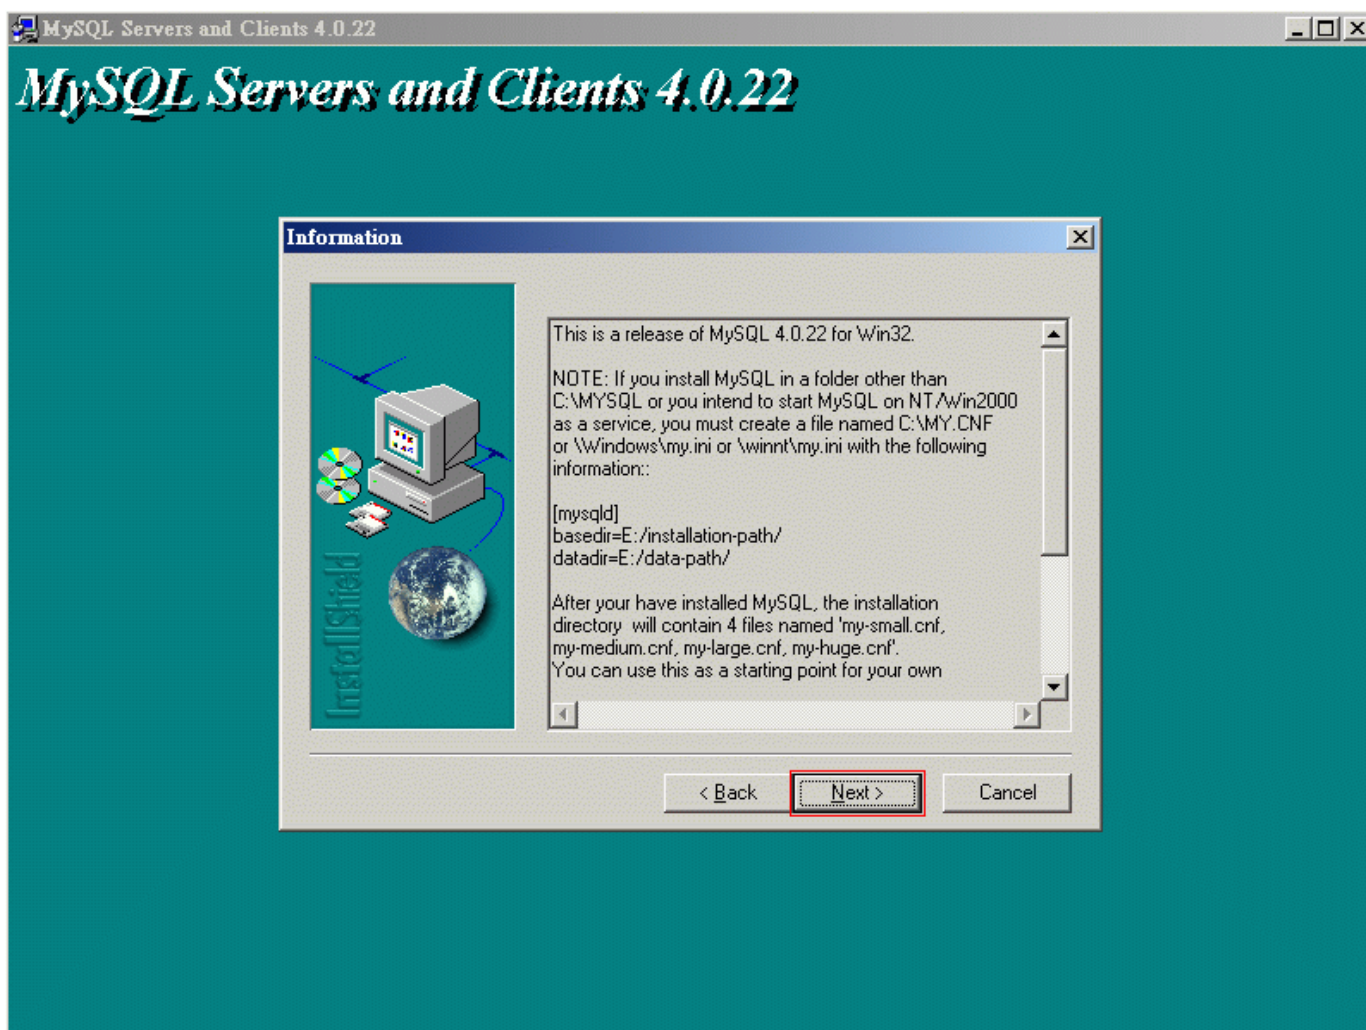 MySQL Servers and Clients 4.0.22
MySQL Servers and Clients 4.0.22
Information
This is a release of MySQL 4.0.22 for Win32.
NOTE: If you install MySQL in a folder other than
C:\MYSQL or you intend to start MySQL on NT/Win2000
as a service, you must create a file named C:\MY.CNF
or \Windows\my.ini or \winnt\my.ini with the following
information::
[mysqld]
basedir=E:/installation-path/
datadir=E:/data-path/
After your have installed MySQL, the installation
directory  will contain 4 files named 'my-small.cnf,
my-medium.cnf, my-large.cnf, my-huge.cnf'.
You can use this as a starting point for your own
InstallShield
< Back
Next >
Cancel